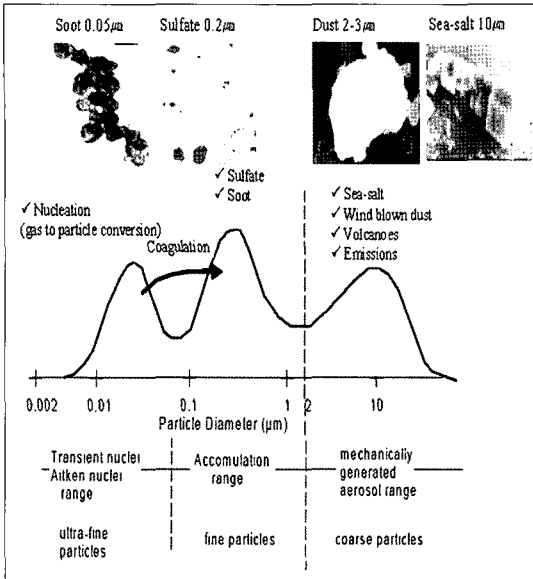 Soot 0.05μm Sulfate 0.2μm Dust 2-3μm Sea-salt 10μm
✓ Sulfate
✓ Soot
✓ Nucleation
(gas to particle conversion)
Coagulation
✓ Sea-salt
✓ Wind blown dust
✓ Volcanoes
✓ Emissions
0.002 0.01 0.1 1 2 10
Particle Diameter (μm)
Transient nuclei
Aitken nuclei
range
Accomulation
range
mechanically
generated
aerosol range
ultra-fine
particles
fine particles
coarse particles